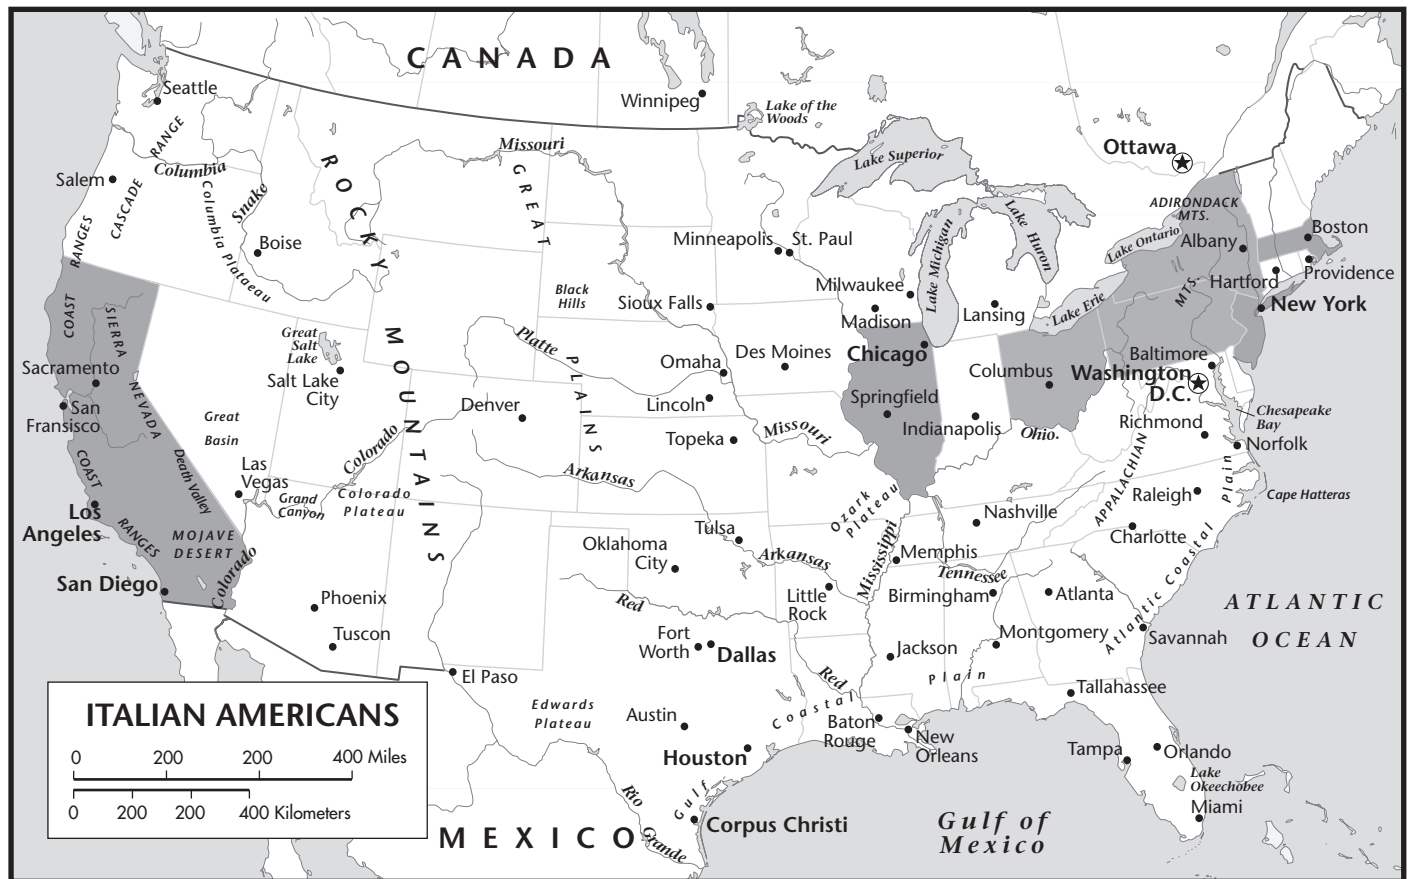 CANADA
Seattle
Winnipeg
Lake of the
Woods
Ottawa
Missouri
Lake Superior
RANGE
Columbia
Salem
CASCADE
RANGES
Columbia Plataeau
Snake
Boise
ROCKY
GREAT
Minneapolis
St. Paul
Lake Michigan
Lake Huron
ADIRONDACK
MTS.
Lake Ontario
Albany
Boston
Providence
Hartford
MTS.
New York
Milwaukee
Madison
Lansing
Lake Erie
Black
Hills
Sioux Falls
COAST
SIERRA
Great
Salt
Lake
Salt Lake
City
MOUNTAINS
Platte
PLAINS
Omaha
Des Moines
Chicago
Columbus
Baltimore
Washington
D.C.
Sacramento
San
Fransisco
NEVADA
Great
Basin
Denver
Lincoln
Springfield
Indianapolis
Ohio.
Richmond
Chesapeake
Bay
Norfolk
Topeka
Missouri
COAST
Death Valley
Las
Vegas
Colorado
Grand
Canyon
Colorado
Plateau
Arkansas
Ozark
Plateau
APPALACHIAN
Raleigh
Plain
Cape Hatteras
Los
Angeles
RANGES
MOJAVE
DESERT
Colorado
Oklahoma
City
Tulsa
Arkansas
Mississippi
Memphis
Nashville
Charlotte
Atlantic Coastal
San Diego
Phoenix
Tuscon
Red
Little
Rock
Tennessee
Birmingham
Atlanta
ATLANTIC
OCEAN
Fort
Worth
Dallas
Jackson
Montgomery
Savannah
El Paso
Red
Plain
Tallahassee
Edwards
Plateau
Austin
Coastal
Baton
Rouge
New
Orleans
Houston
Tampa
Orlando
Lake
Okeechobee
Miami
Rio
Grande
Gulf
Corpus Christi
Gulf of
Mexico
MEXICO
ITALIAN AMERICANS
0 200 200 400 Miles
0 200 200 400 Kilometers